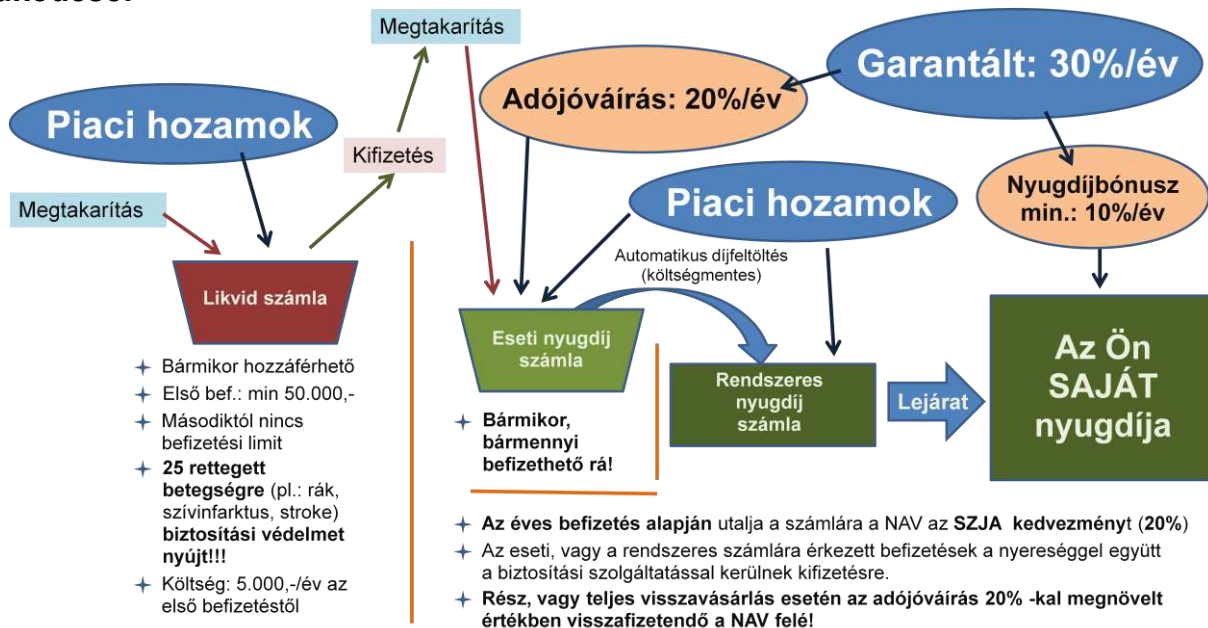 Megtakarítás
Garantált: 30%/év
Adójóváírás: 20%/év
Piaci hozamok
Kifizetés
Megtakarítás
Piaci hozamok
Nyugdíjbónusz
min.: 10%/év
Automatikus díjfeltöltés
(költségmentes)
Likvid számla
Eseti nyugdíj
számla
Rendszeres
nyugdíj
számla
Lejárat
Az Ön
SAJÁT
nyugdíja
Bármikor hozzáférhető
Első bef.: min 50.000,-
Másodiktól nincs
befizetési limit
25 rettegett
betegségre (pl.: rák,
szívinfarktus, stroke)
biztosítási védelmet
nyújt!!!
Költség: 5.000,-/év az
első befizetéstől
Bármikor,
bármennyi
befizethető rá!
Az éves befizetés alapján utalja a számlára a NAV az SZJA kedvezményt (20%)
Az eseti, vagy a rendszeres számlára érkezett befizetések a nyereséggel együtt
a biztosítási szolgáltatással kerülnek kifizetésre.
Rész, vagy teljes visszavásárlás esetén az adójóváírás 20% -kal megnövelt
értékben visszafizetendő a NAV felé!